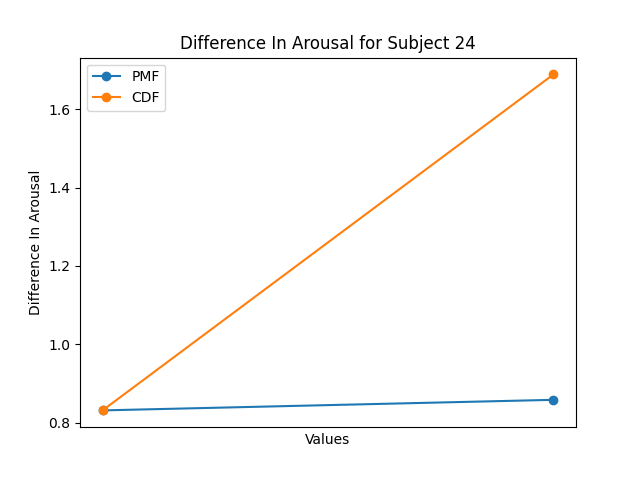 Difference In Arousal for Subject 24
PMF
CDF
Difference In Arousal
1.6
1.4
1.2
1.0
0.8
Values